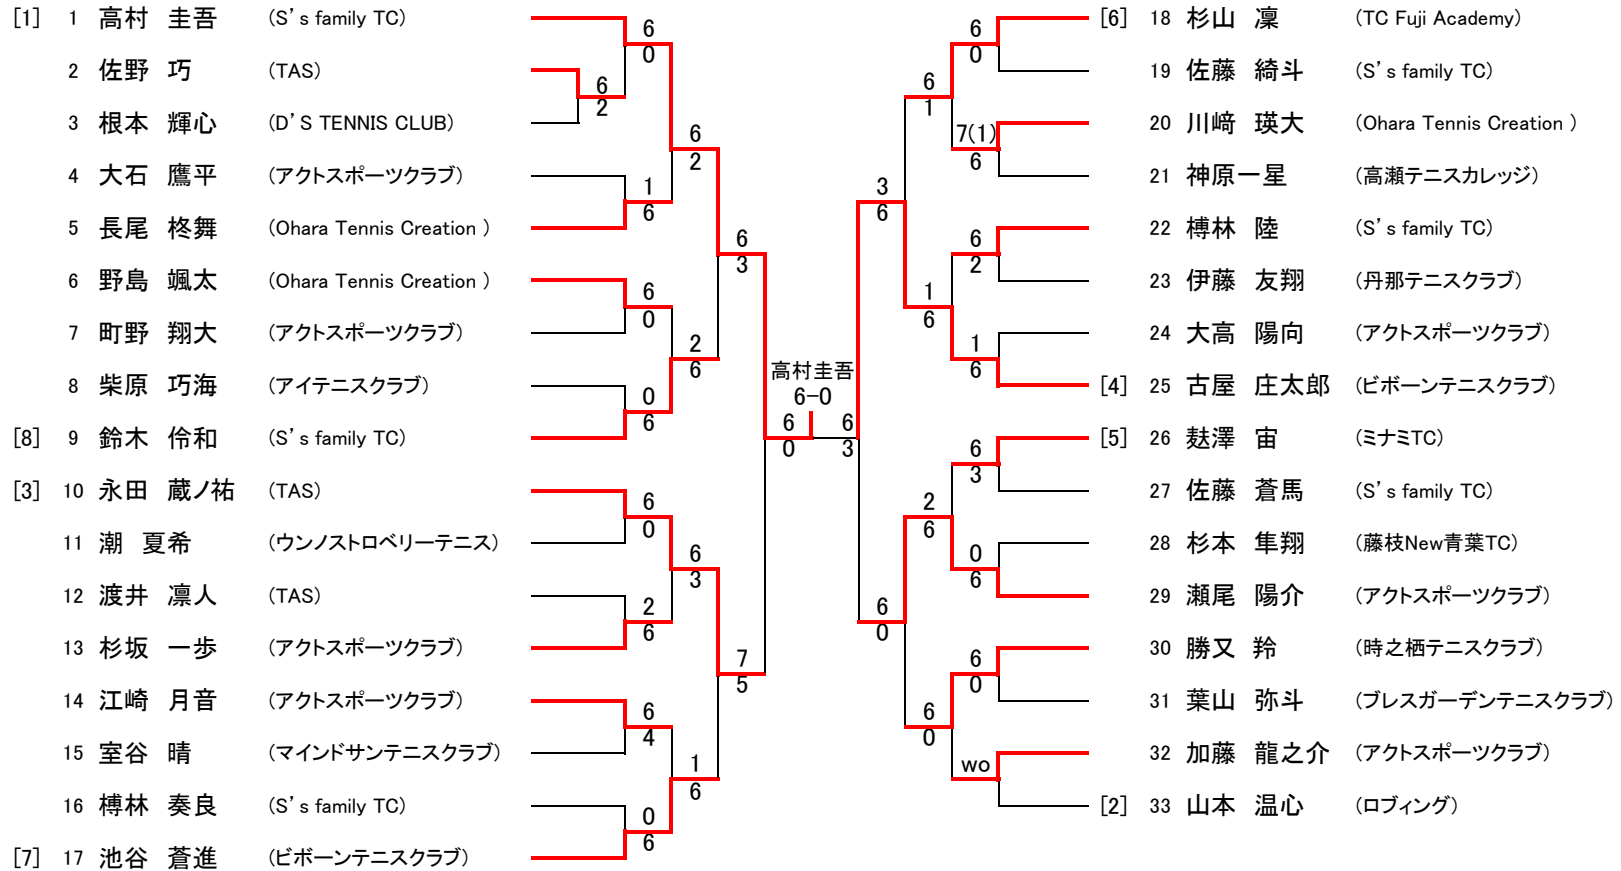 [1] 1 高村 圭吾 (S's family TC)
2 佐野 巧 (TAS)
3 根本 輝心 (D'S TENNIS CLUB)
4 大石 鷹平 (アクトスポーツクラブ)
5 長尾 柊舞 (Ohara Tennis Creation )
6 野島 颯太 (Ohara Tennis Creation )
7 町野 翔大 (アクトスポーツクラブ)
8 柴原 巧海 (アイテニスクラブ)
[8] 9 鈴木 伶和 (S's family TC)
[3] 10 永田 蔵ノ祐 (TAS)
11 潮 夏希 (ウンノストロベリーテニス)
12 渡井 凛人 (TAS)
13 杉坂 一歩 (アクトスポーツクラブ)
14 江崎 月音 (アクトスポーツクラブ)
15 室谷 晴 (マインドサンテニスクラブ)
16 榑林 奏良 (S's family TC)
[7] 17 池谷 蒼進 (ビボーンテニスクラブ)
6
0
6
2
1
6
6
0
0
6
6
0
2
6
6
4
0
6
6
2
2
6
6
3
1
6
6
3
7
5
6
0
高村圭吾
6-0
6
3
3
6
6
0
6
1
1
6
2
6
6
0
6
0
7(1)
6
6
2
1
6
6
3
0
6
6
0
wo
[6] 18 杉山 凜 (TC Fuji Academy)
19 佐藤 綺斗 (S's family TC)
20 川﨑 瑛大 (Ohara Tennis Creation )
21 神原一星 (高瀬テニスカレッジ)
22 榑林 陸 (S's family TC)
23 伊藤 友翔 (丹那テニスクラブ)
24 大高 陽向 (アクトスポーツクラブ)
[4] 25 古屋 庄太郎 (ビボーンテニスクラブ)
[5] 26 麸澤 宙 (ミナミTC)
27 佐藤 蒼馬 (S's family TC)
28 杉本 隼翔 (藤枝New青葉TC)
29 瀬尾 陽介 (アクトスポーツクラブ)
30 勝又 羚 (時之栖テニスクラブ)
31 葉山 弥斗 (ブレスガーデンテニスクラブ)
32 加藤 龍之介 (アクトスポーツクラブ)
[2] 33 山本 温心 (ロブィング)